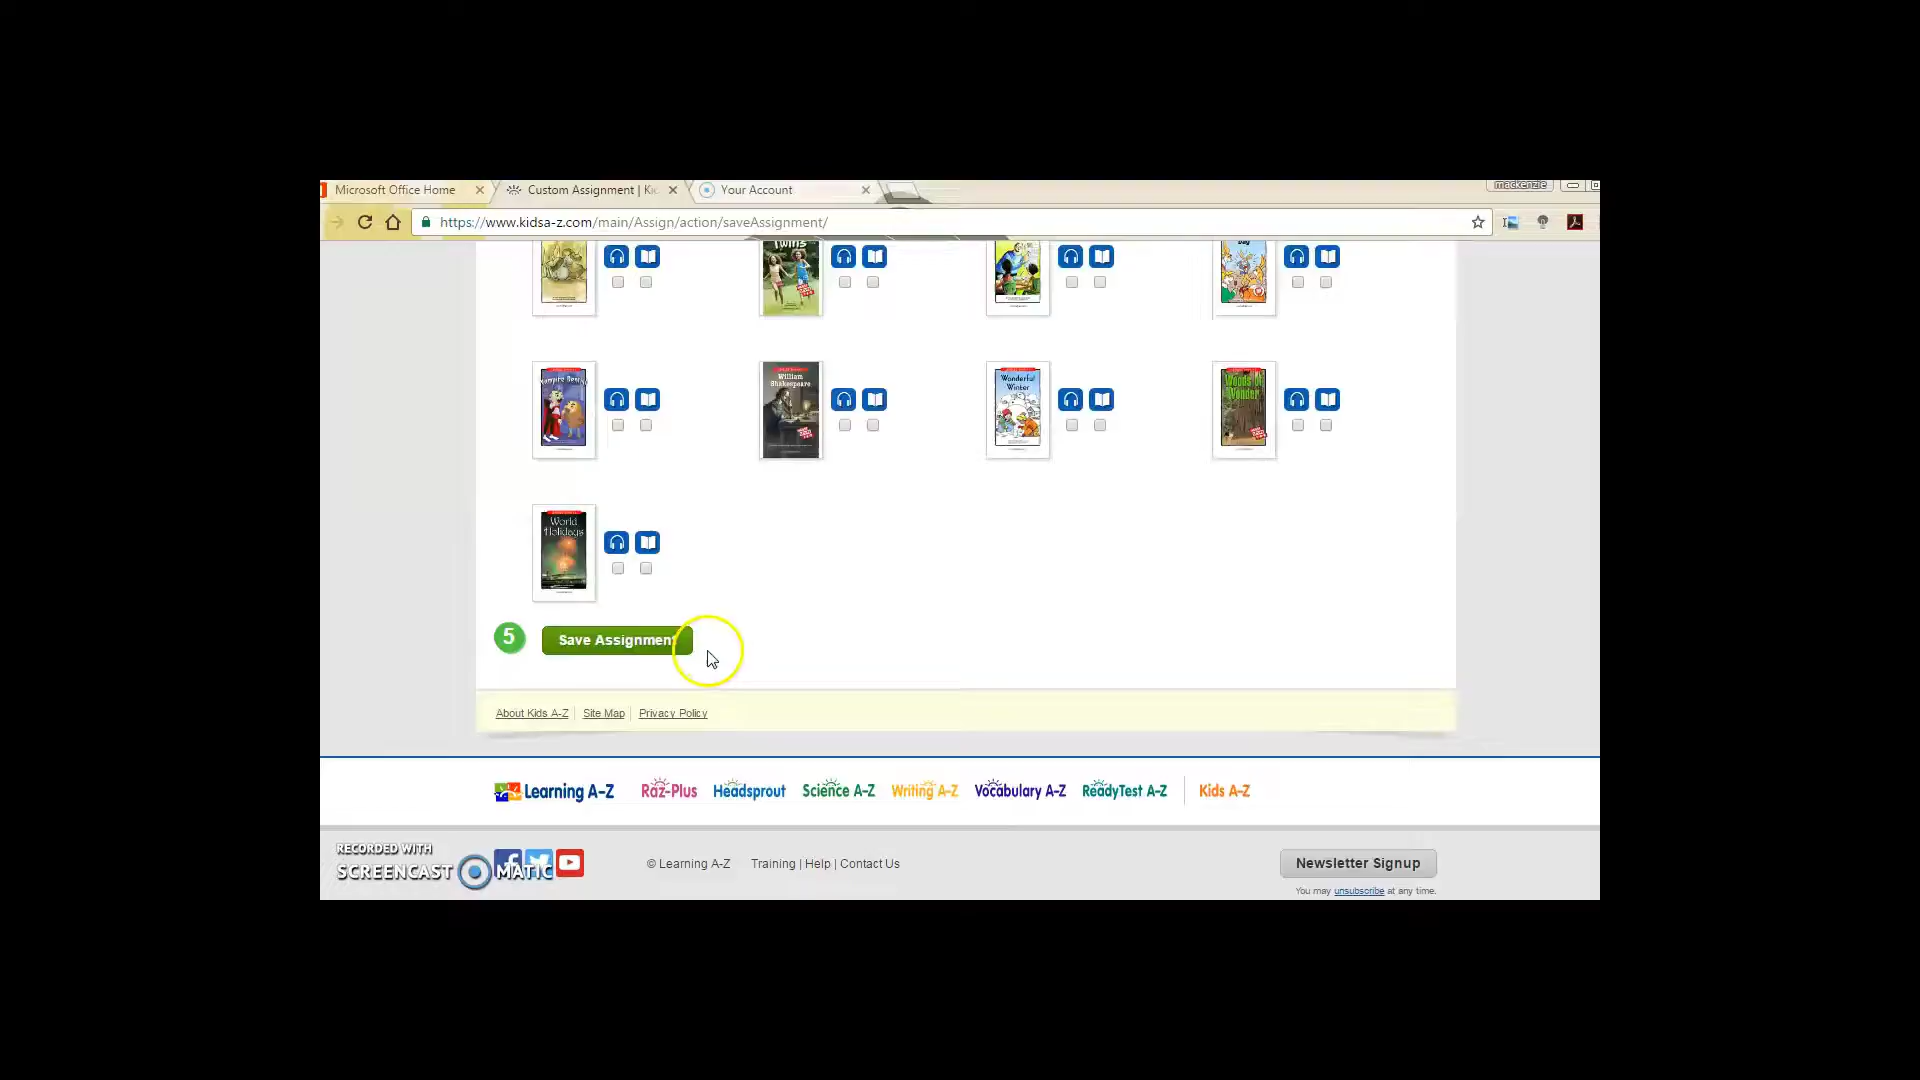 Microsoft Office Home
Custom Assignment | Ki
Your Account
mackenzie
https://www.kidsa-z.com/main/Assign/action/saveAssignment/
Twins
William
Shakespeare
Wonderful
Winter
Woods of
Wonder
World
Holidays
5
Save Assignment
About Kids A-Z
Site Map
Privacy Policy
Learning A-Z
Raz-Plus
Headsprout
Science A-Z
Writing A-Z
Vocabulary A-Z
ReadyTest A-Z
Kids A-Z
RECORDED WITH
SCREENCAST MATIC
© Learning A-Z
Training | Help | Contact Us
Newsletter Signup
You may unsubscribe at any time.